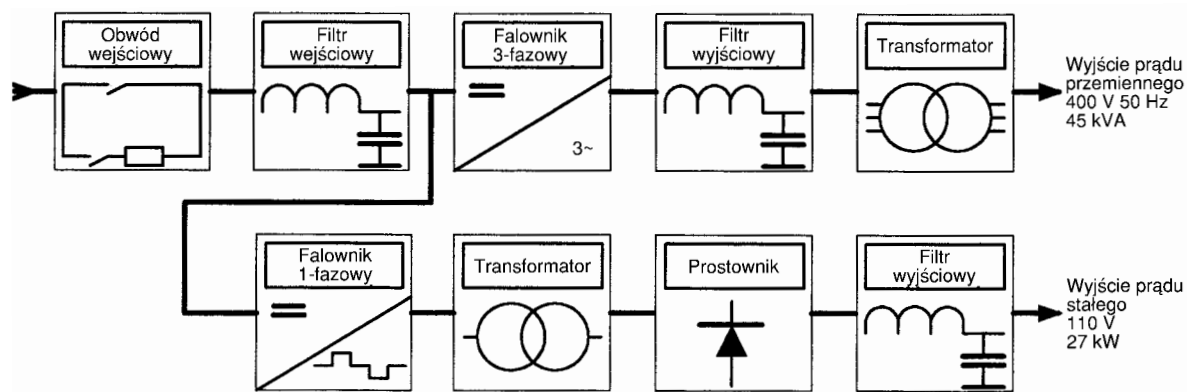 Obwód
wejściowy
Filtr
wejściowy
Falownik
3-fazowy
3~
Filtr
wyjściowy
Transformator
Wyjście prądu
przemiennego
400 V 50 Hz
45 kVA
Falownik
1-fazowy
Transformator
Prostownik
Filtr
wyjściowy
Wyjście prądu
stałego
110 V
27 kW